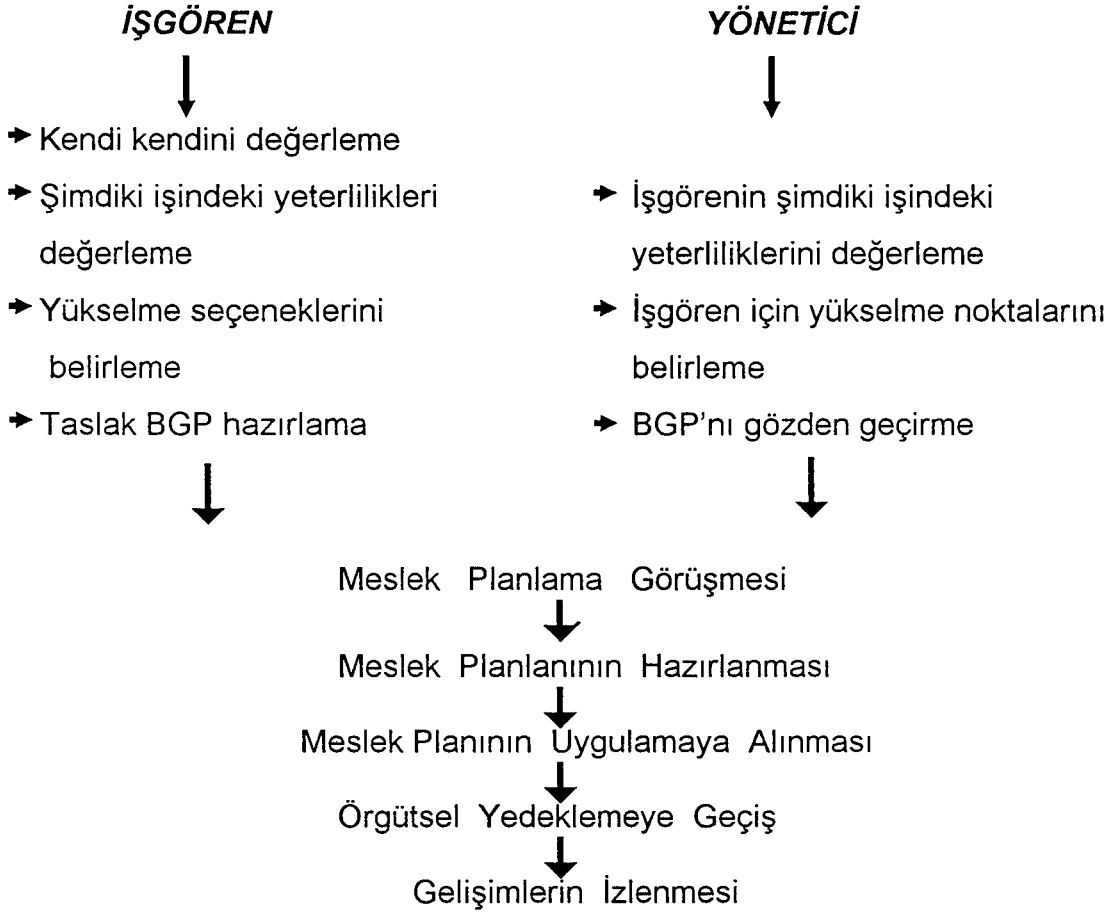 İŞGÖREN
Kendi kendini değerleme
Şimdiki işindeki yeterlilikleri
değerleme
Yükselme seçeneklerini
belirleme
Taslak BGP hazırlama
YÖNETİCİ
İşgörenin şimdiki işindeki
yeterliliklerini değerleme
İşgören için yükselme noktalarını
belirleme
BGP'nı gözden geçirme
Meslek Planlama Görüşmesi
Meslek Planlanının Hazırlanması
Meslek Planının Uygulamaya Alınması
Örgütsel Yedeklemeye Geçiş
Gelişimlerin İzlenmesi